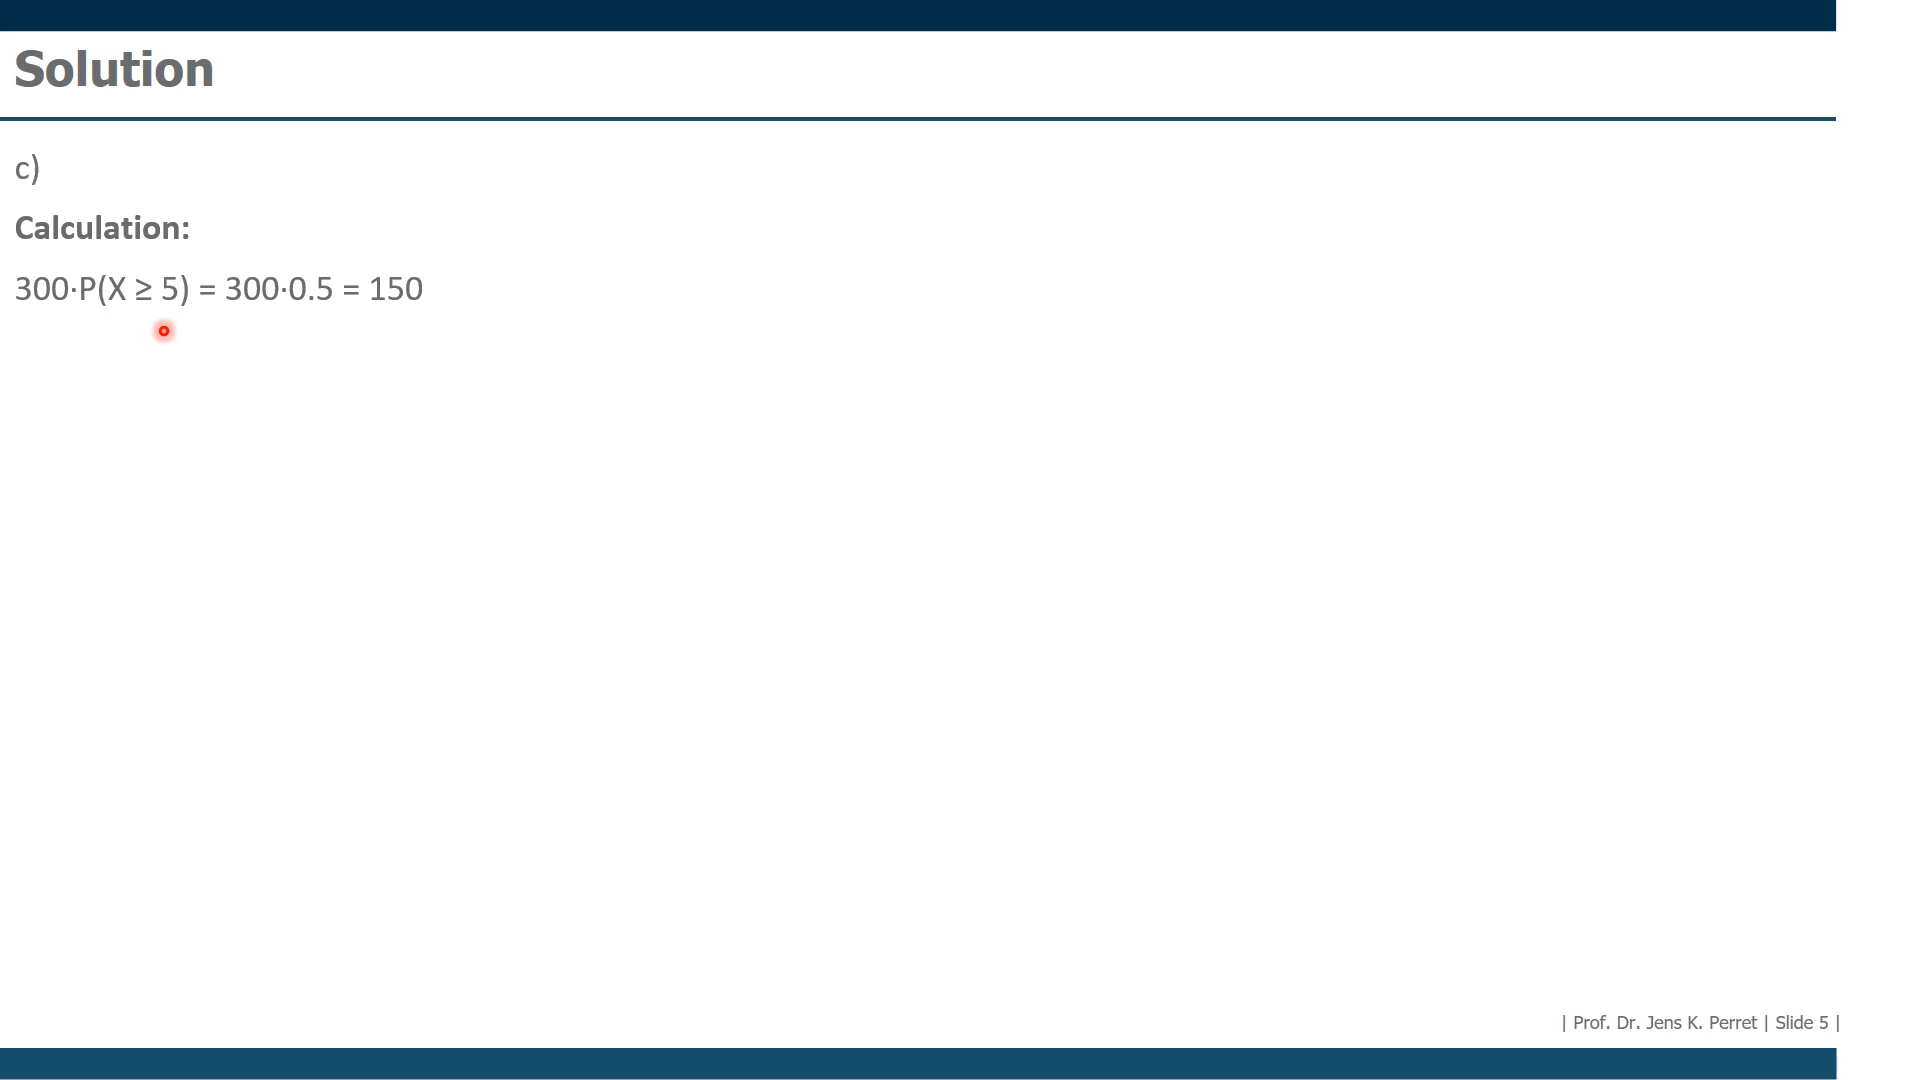 Solution
c)
Calculation:
300·P(X ≥ 5) = 300·0.5 = 150
| Prof. Dr. Jens K. Perret | Slide 5 |